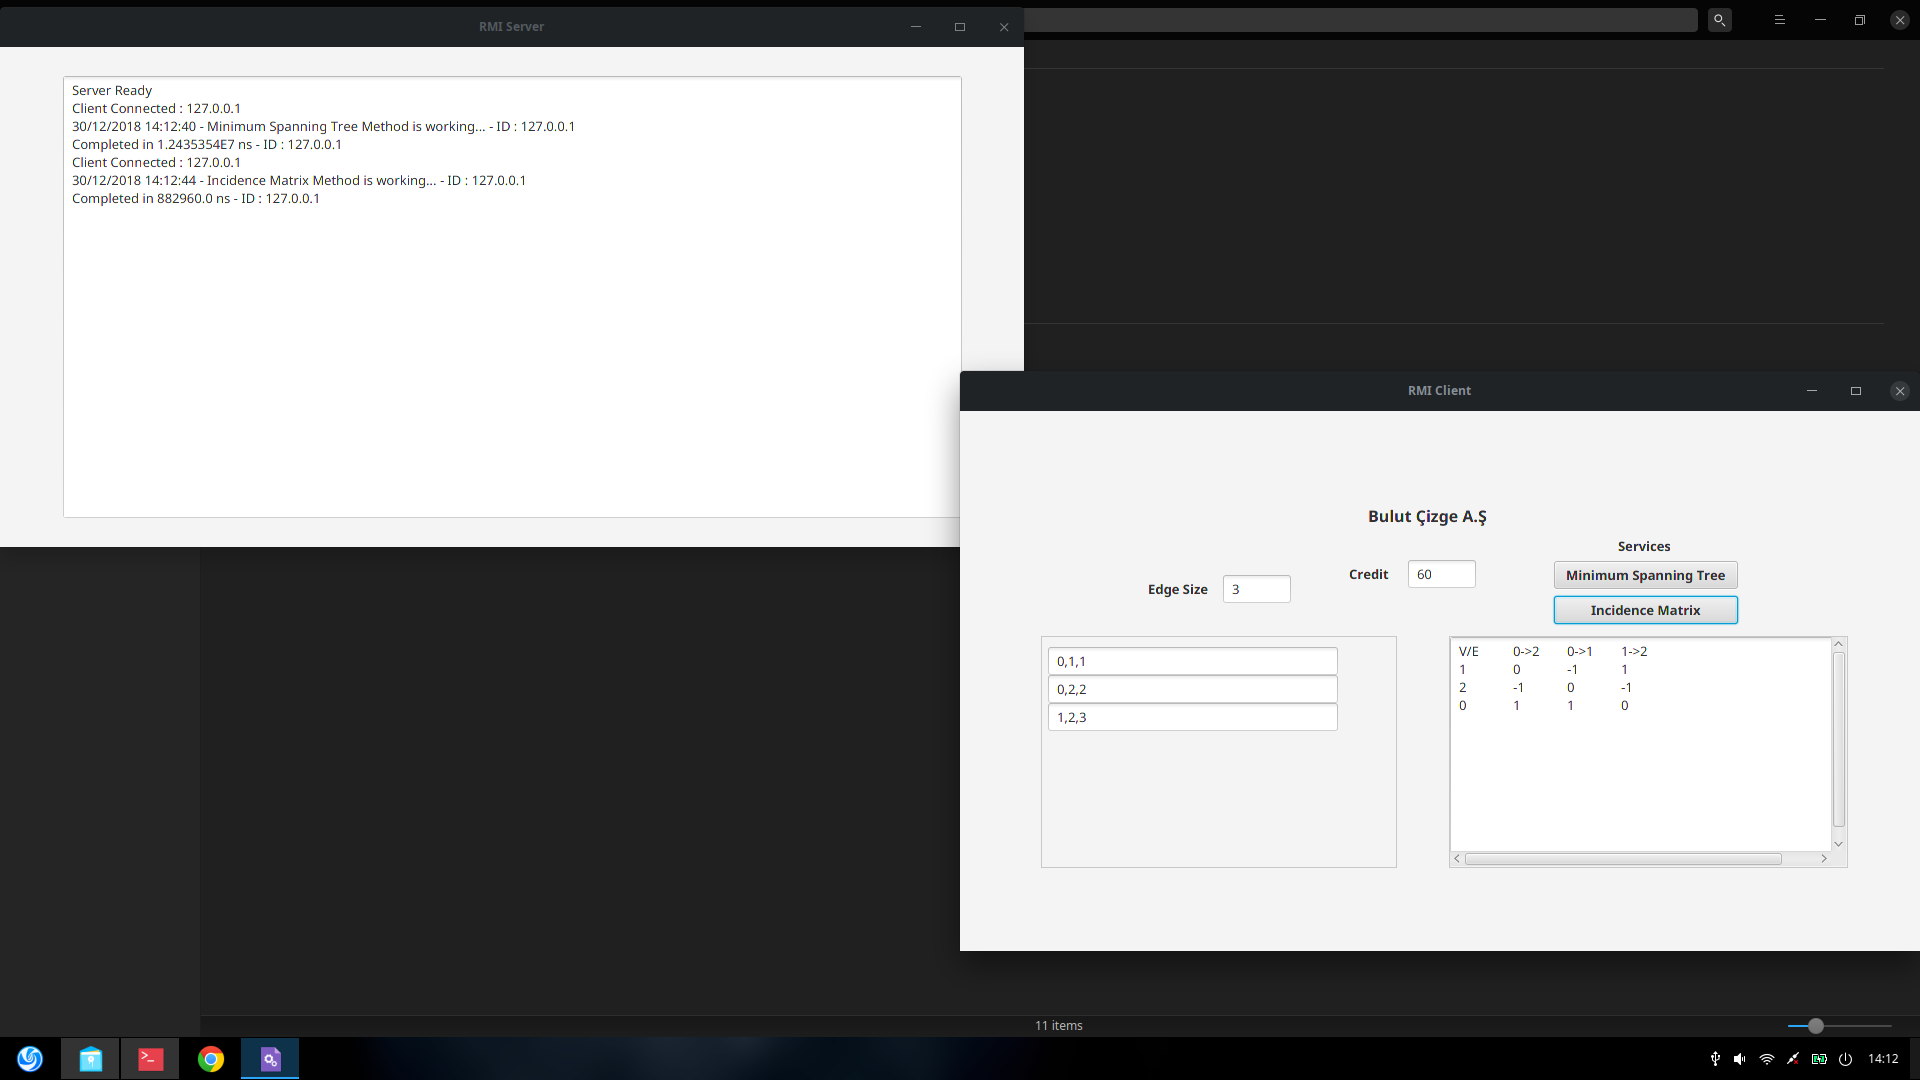 RMI Server
Server Ready
Client Connected : 127.0.0.1
30/12/2018 14:12:40 - Minimum Spanning Tree Method is working... - ID : 127.0.0.1
Completed in 1.2435354E7 ns - ID : 127.0.0.1
Client Connected : 127.0.0.1
30/12/2018 14:12:44 - Incidence Matrix Method is working... - ID : 127.0.0.1
Completed in 882960.0 ns - ID : 127.0.0.1
RMI Client
Bulut Çizge A.Ş
Services
Edge Size 3
Credit 60
Minimum Spanning Tree
Incidence Matrix
0,1,1
0,2,2
1,2,3
V/E 0->2 0->1 1->2
1 0 -1 1
2 -1 0 -1
0 1 1 0
11 items
14:12